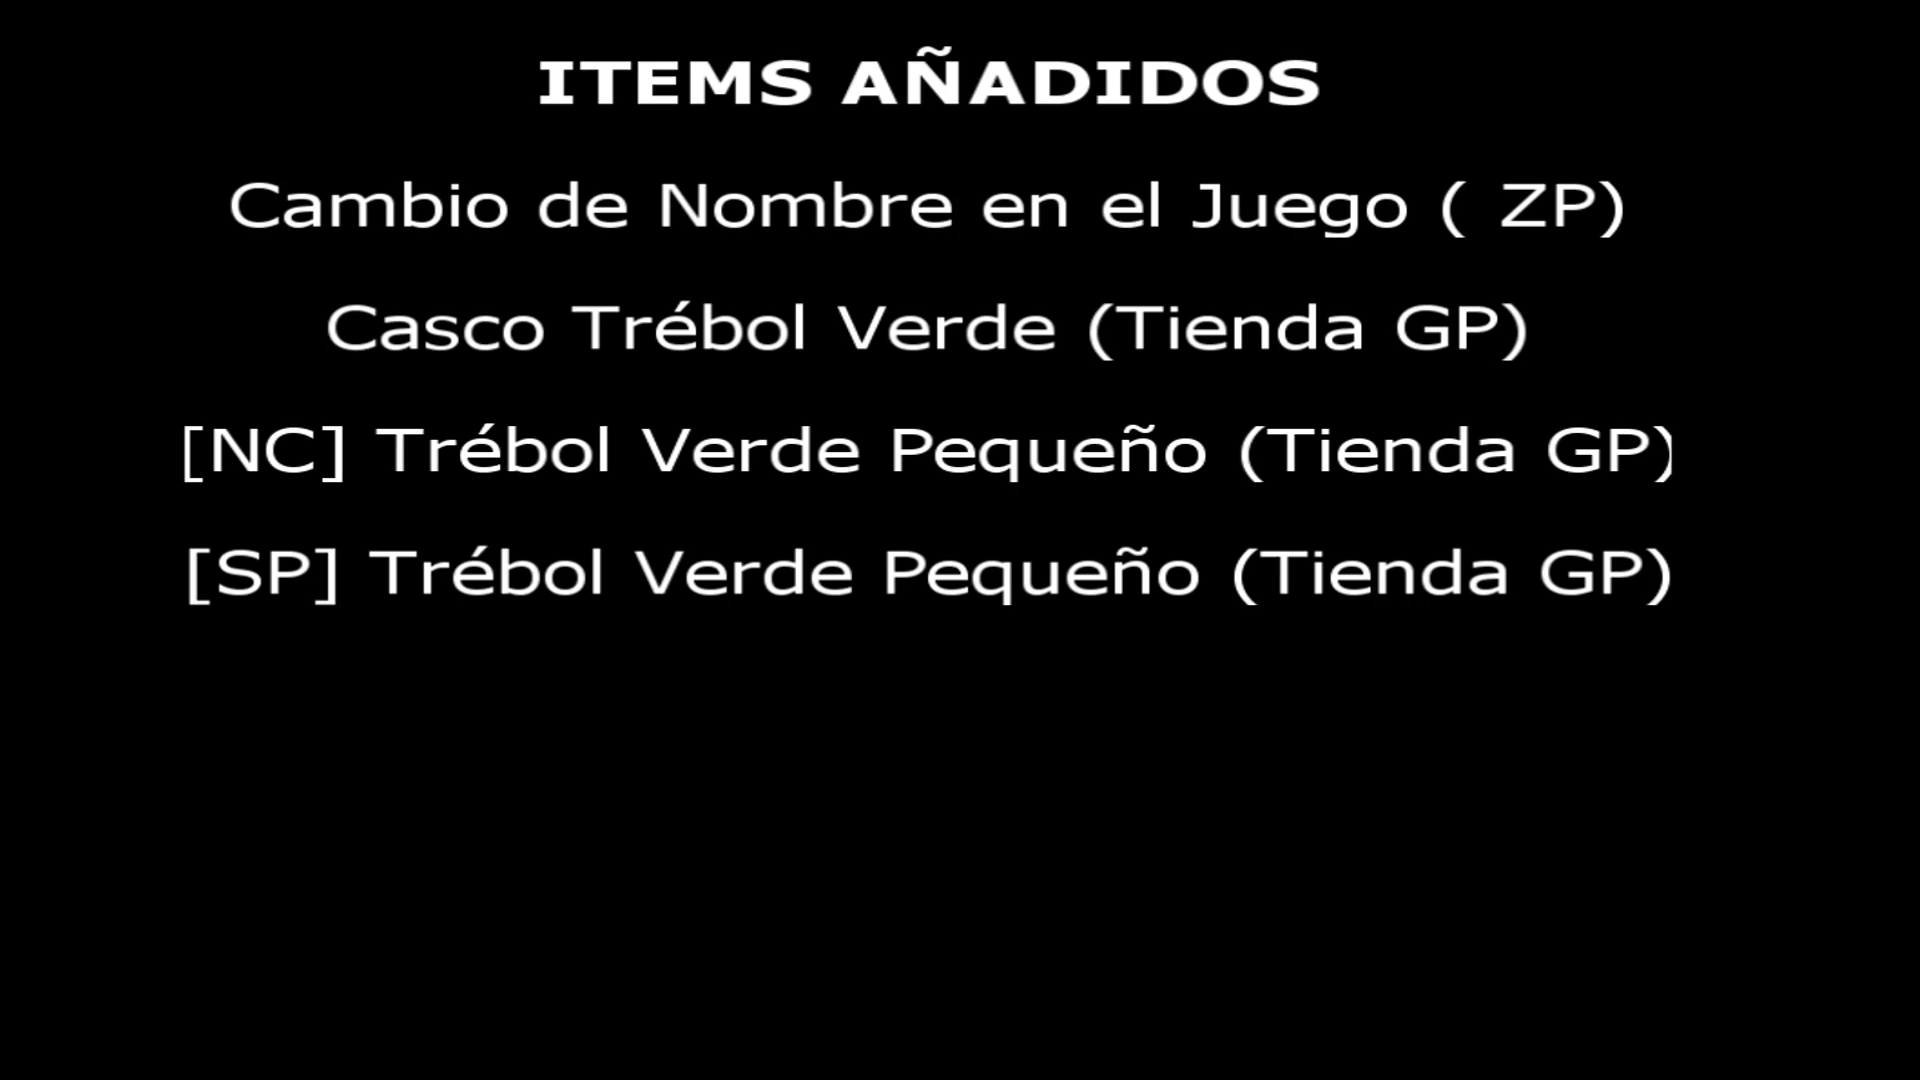 ITEMS AÑADIDOS
Cambio de Nombre en el Juego ( ZP)
Casco Trébol Verde (Tienda GP)
[NC] Trébol Verde Pequeño (Tienda GP)
[SP] Trébol Verde Pequeño (Tienda GP)